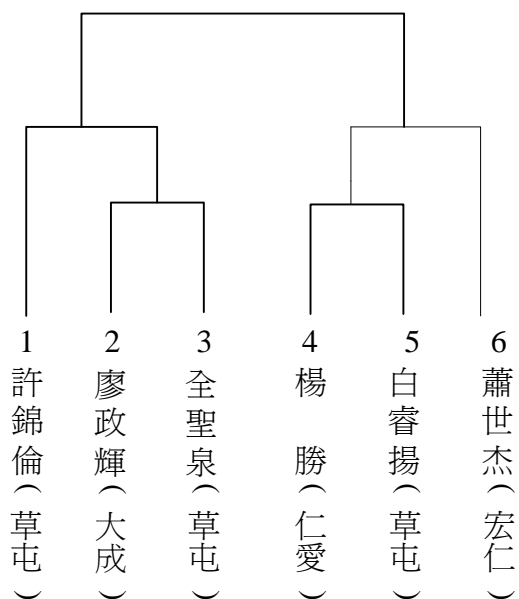 1 許錦倫(草屯)
2 廖政輝(大成)
3 全聖泉(草屯)
4 楊 勝(仁愛)
5 白睿揚(草屯)
6 蕭世杰(宏仁)